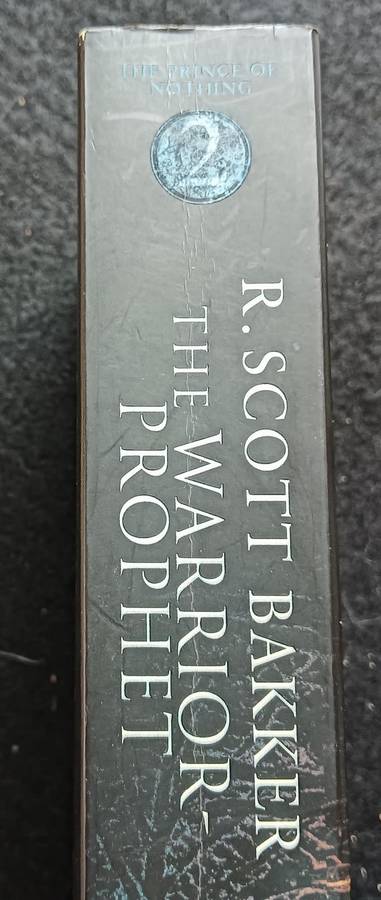 THE PRINCE OF
NOTHING
2
R. SCOTT BAKKER
THE WARRIOR-
PROPHET